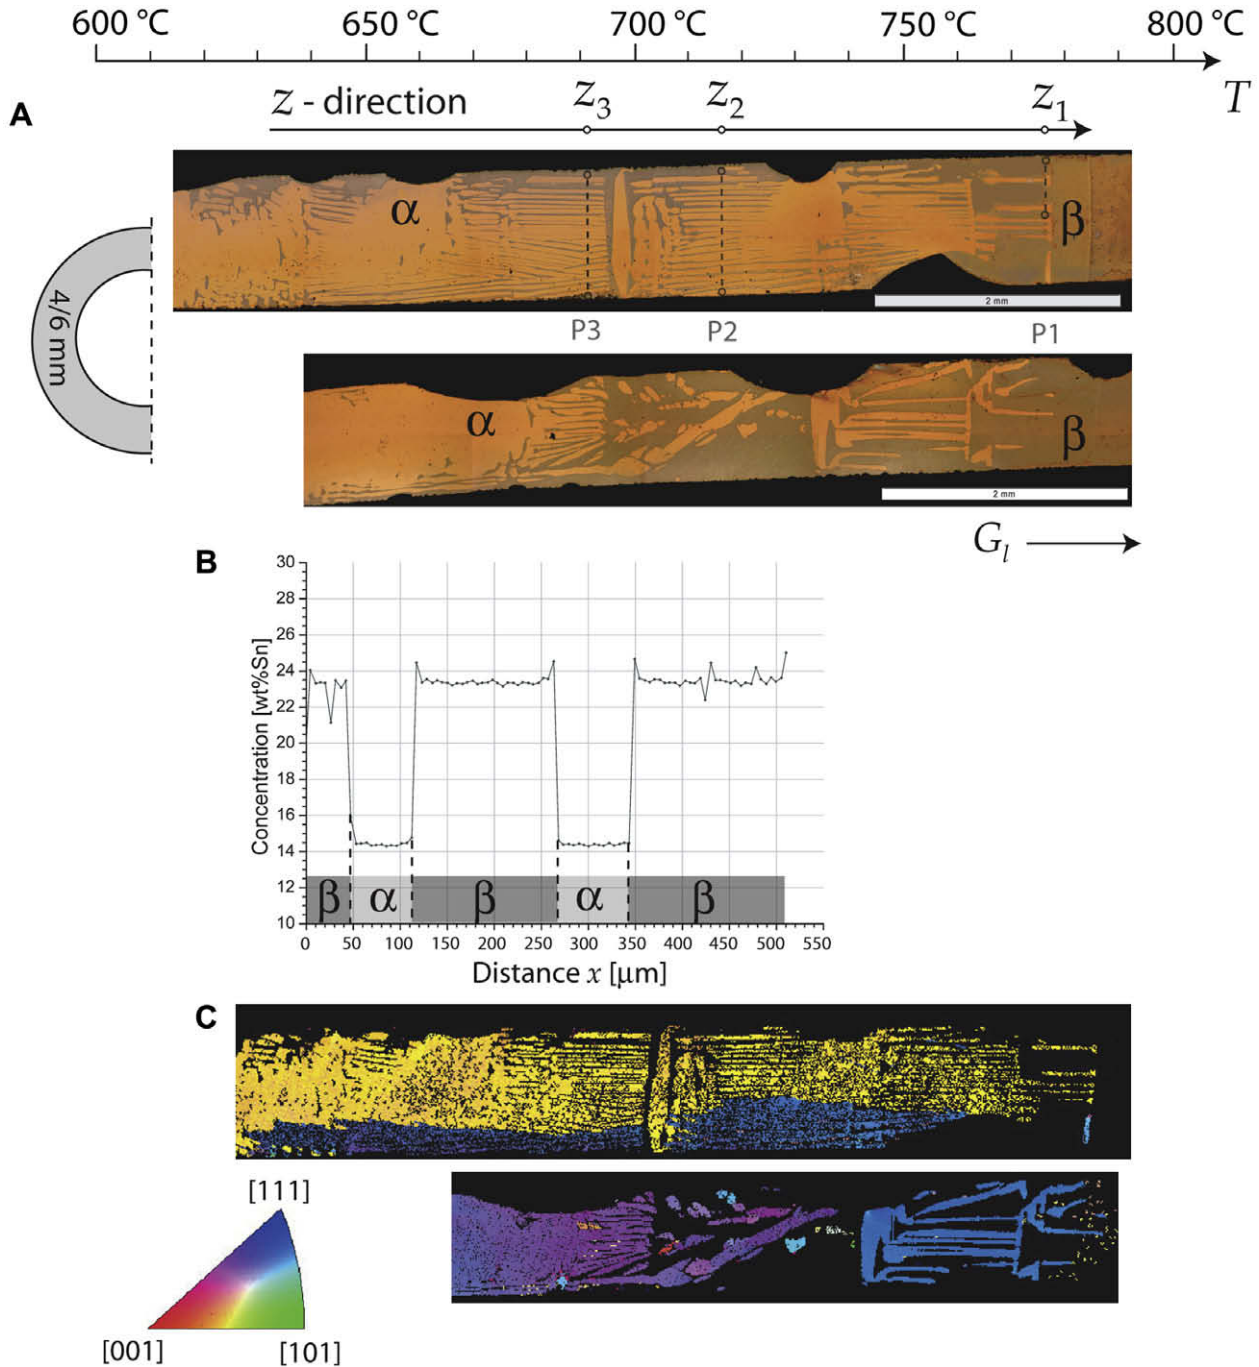 600 °C 650 °C 700 °C 750 °C 800 °C
A z - direction z3 z2 z1 T
α β
4/6 mm
2 mm
P3 P2 P1
α β
2 mm
Gl
B
Concentration [wt%Sn]
30
28
26
24
22
20
18
16
14
12
10
β α β α β
0 50 100 150 200 250 300 350 400 450 500 550
Distance x [μm]
C
[111]
[001] [101]